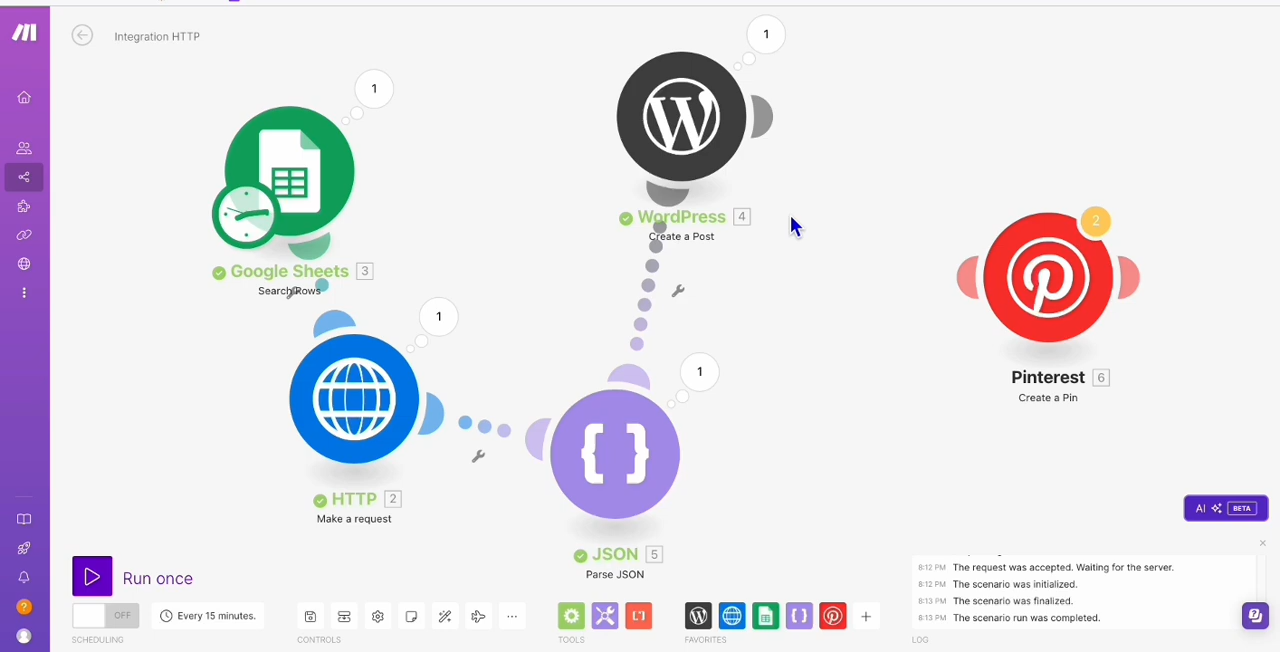 Integration HTTP
1
1
Google Sheets 3
Search Rows
WordPress 4
Create a Post
2
Pinterest 6
Create a Pin
1
HTTP 2
Make a request
1
{ }
JSON 5
Parse JSON
AI BETA
Run once
OFF
Every 15 minutes.
SCHEDULING
CONTROLS
TOOLS
FAVORITES
8:12 PM The request was accepted. Waiting for the server.
8:12 PM The scenario was initialized.
8:13 PM The scenario was finalized.
8:13 PM The scenario run was completed.
LOG